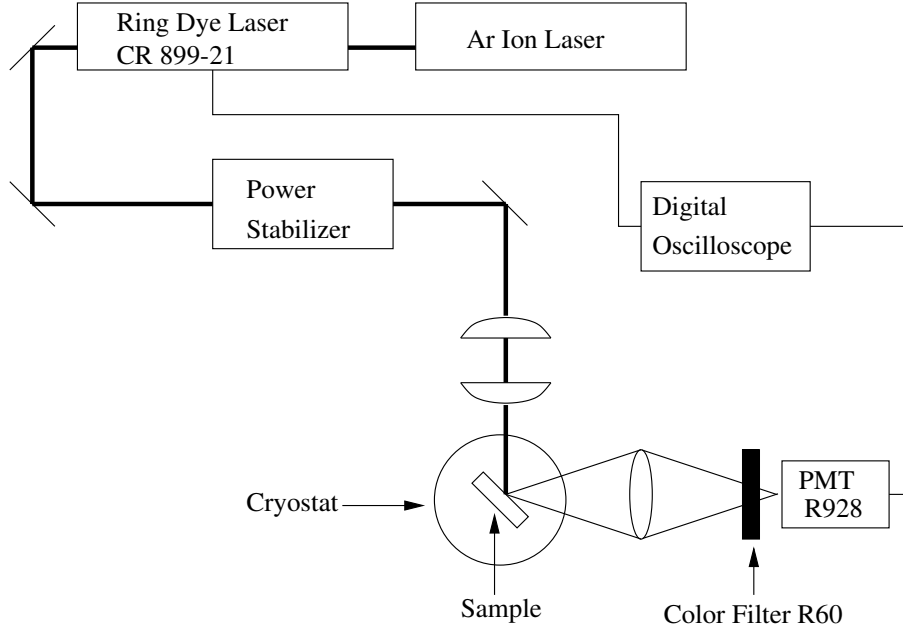 Ring Dye Laser
CR 899-21
Ar Ion Laser
Power
Stabilizer
Digital
Oscilloscope
Cryostat
PMT
R928
Sample
Color Filter R60